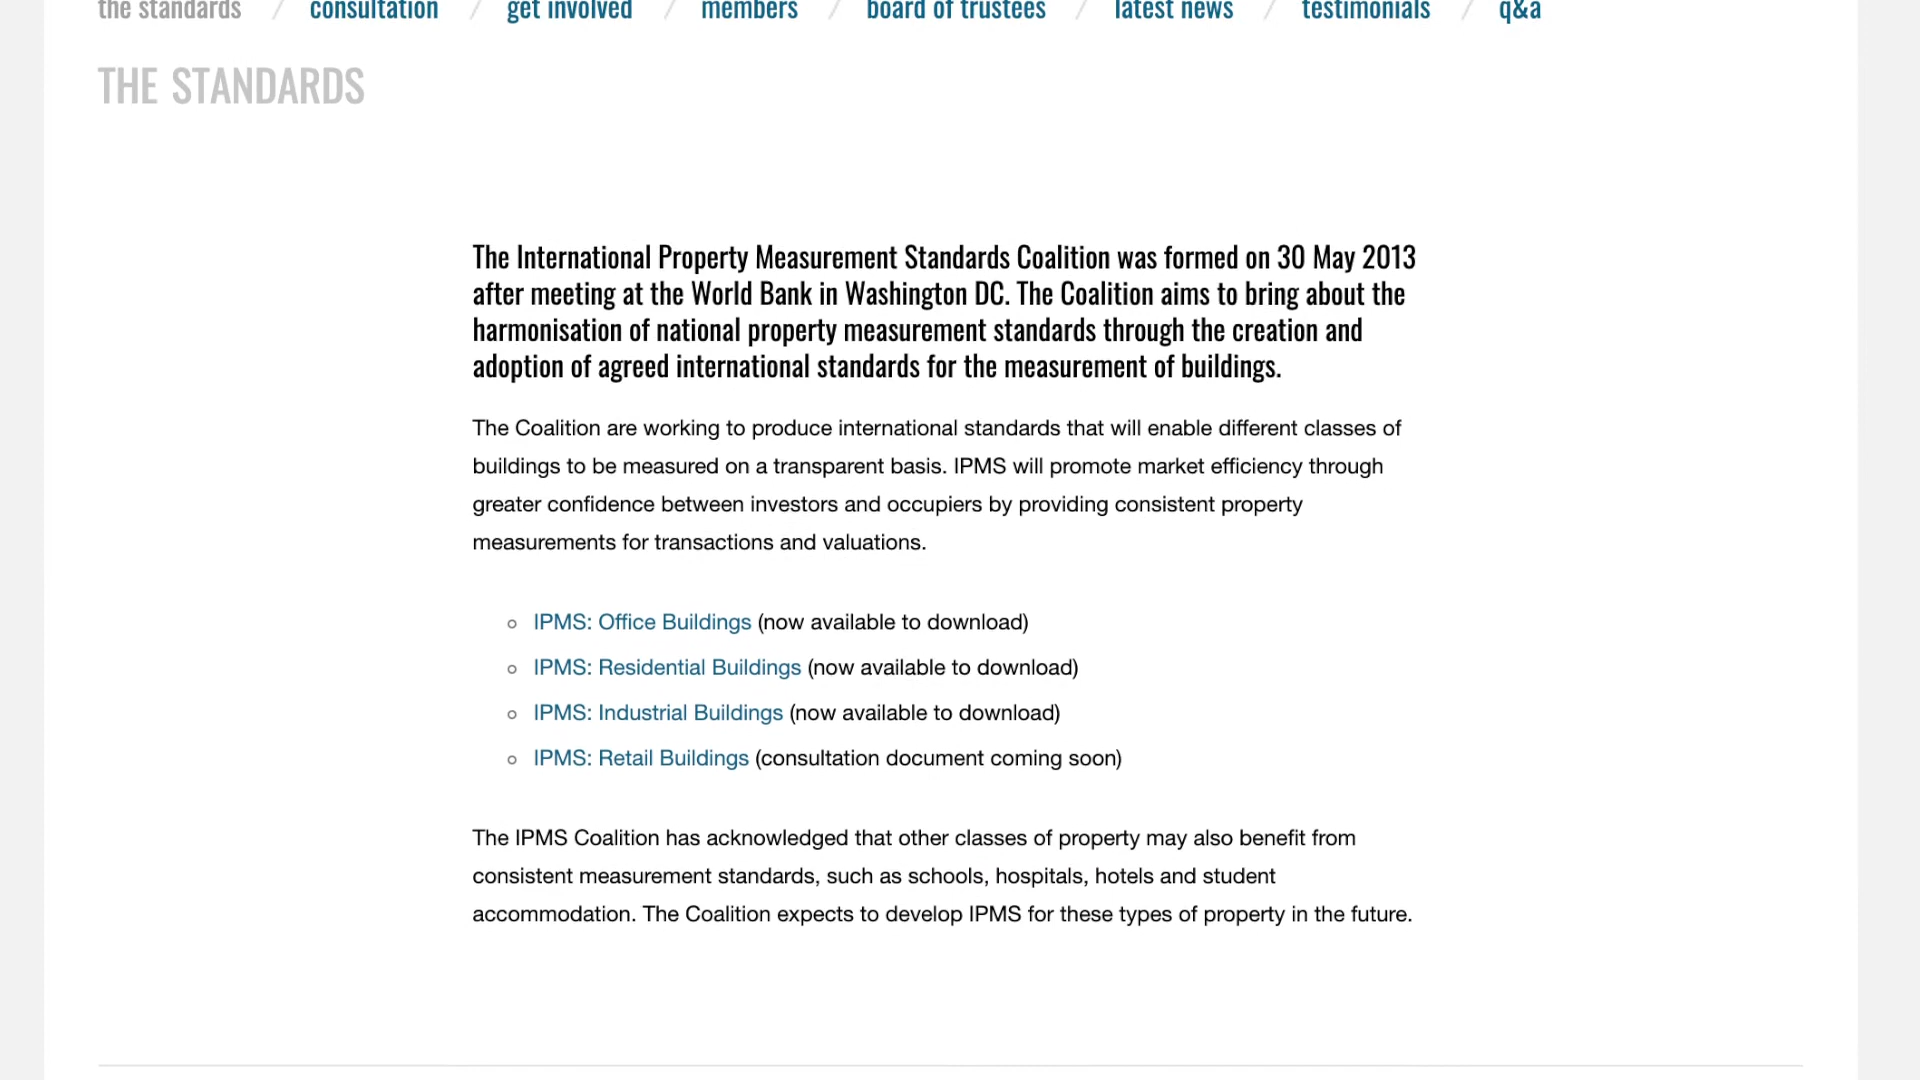 the standards / consultation / get involved / members / board of trustees / latest news / testimonials / q&a
THE STANDARDS
The International Property Measurement Standards Coalition was formed on 30 May 2013
after meeting at the World Bank in Washington DC. The Coalition aims to bring about the
harmonisation of national property measurement standards through the creation and
adoption of agreed international standards for the measurement of buildings.
The Coalition are working to produce international standards that will enable different classes of
buildings to be measured on a transparent basis. IPMS will promote market efficiency through
greater confidence between investors and occupiers by providing consistent property
measurements for transactions and valuations.
IPMS: Office Buildings (now available to download)
IPMS: Residential Buildings (now available to download)
IPMS: Industrial Buildings (now available to download)
IPMS: Retail Buildings (consultation document coming soon)
The IPMS Coalition has acknowledged that other classes of property may also benefit from
consistent measurement standards, such as schools, hospitals, hotels and student
accommodation. The Coalition expects to develop IPMS for these types of property in the future.